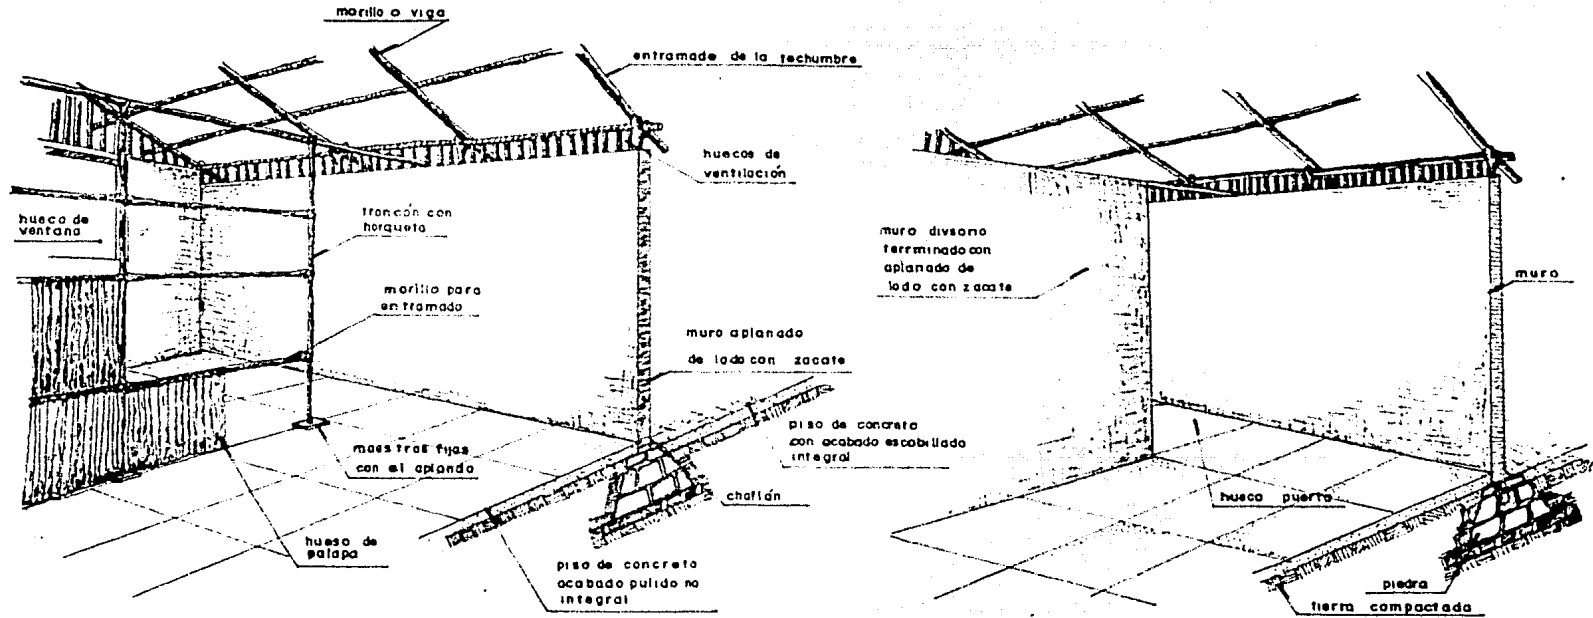 morillo o viga
entramade de la techumbre
huecos de
ventilación
hueco de
ventana
troncón con
horqueta
morillo para
entramado
muro aplanado
de lodo con zacate
maestras fijas
con el aplando
piso de concreto
con acabado escobillado
integral
chaflán
hueso de
palapa
piso de concreto
acabado pulido no
integral
muro divsorio
terrminado con
aplanado de
lodo con zacate
muro
hueco puerta
piedra
tierra compactada